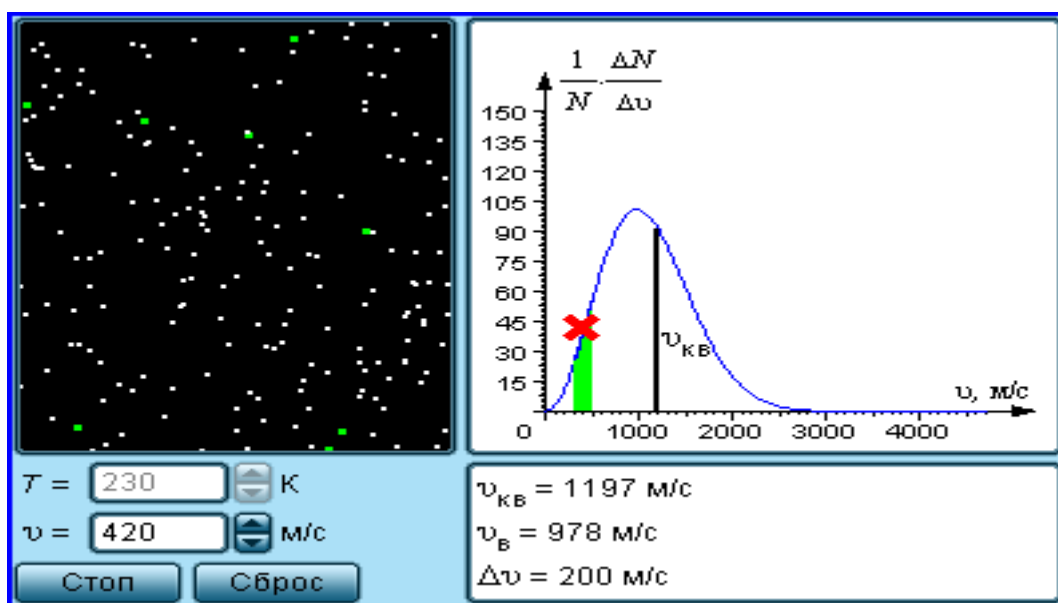 1/N · ΔN/Δυ
150
135
120
105
90
75
60
45
30
15
υкв
υ, м/с
0 1000 2000 3000 4000
T = 230 К
υ = 420 м/с
Стоп Сброс
υкв = 1197 м/с
υв = 978 м/с
Δυ = 200 м/с